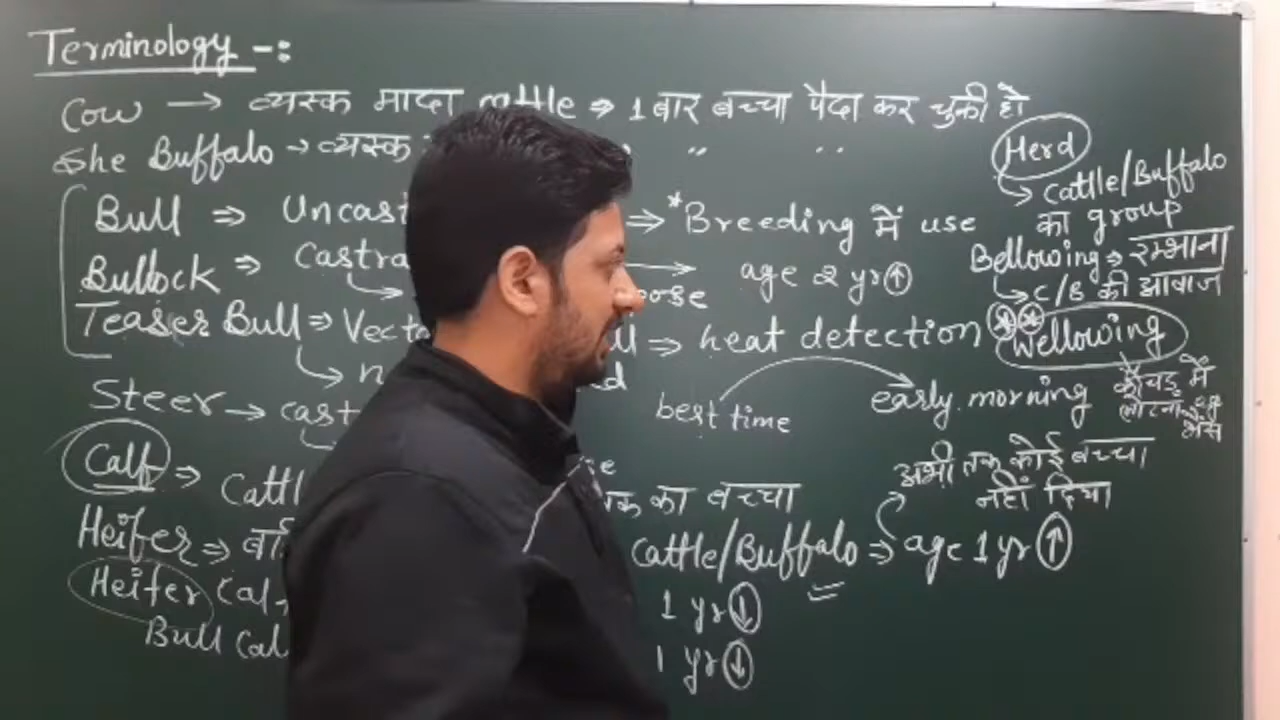 Terminology -:
Cow → व्यस्क मादा cattle ⇒ 1 बार बच्चा पैदा कर चुकी हो
She Buffalo → व्यस्क " " "
Bull ⇒ Uncast → *Breeding में use
Bullock ⇒ Castra → age 2 yr↑
Teaser Bull ⇒ Vect ⇒ heat detection
Steer → cast
best time → early morning
Calf ⇒ Cattl का बच्चा
Heifer ⇒ Cattle/Buffalo ⇒ age 1 yr ↑
अभी तक कोई बच्चा
नहीं दिया
Heifer Cal 1 yr ↓
Bull Cal 1 yr ↓
Herd
→ cattle/Buffalo
का group
Bellowing → रम्भाना
→ C/B की आवाज
Wellowing
कीचड़ में
लोटना
भैंस